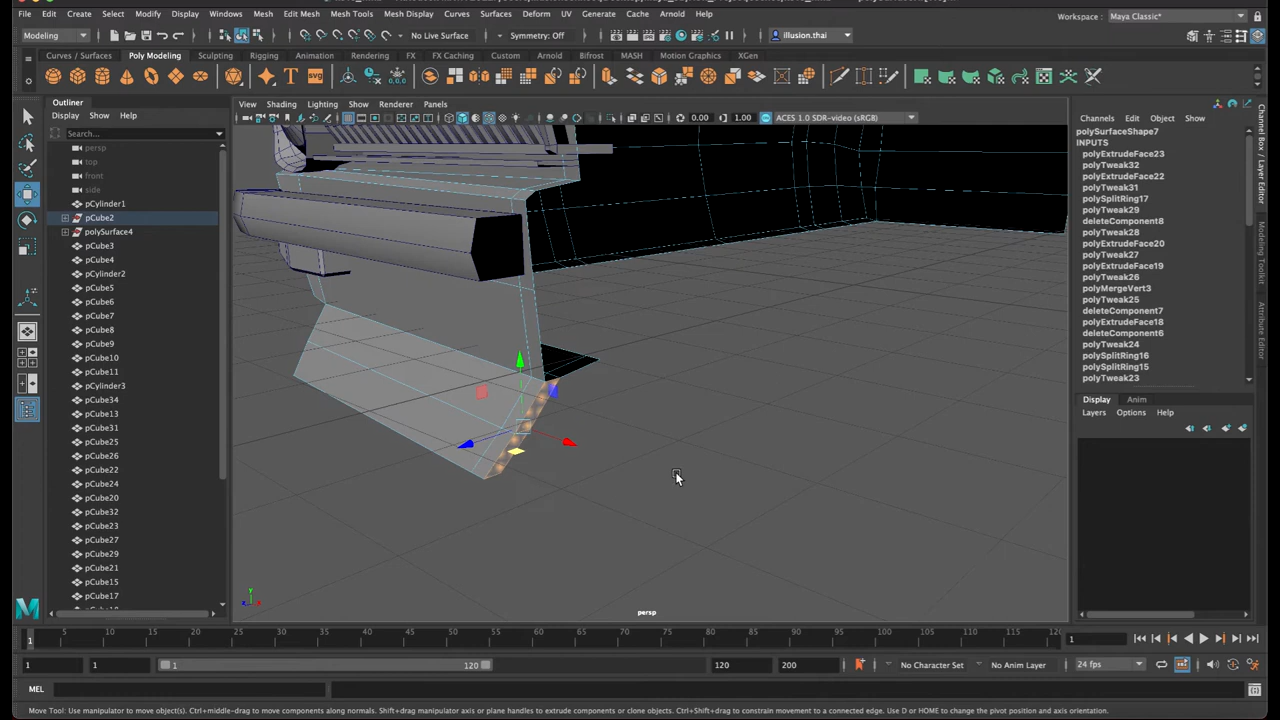 File Edit Create Select Modify Display Windows Mesh Edit Mesh Mesh Tools Mesh Display Curves Surfaces Deform UV Generate Cache Arnold Help
Workspace : Maya Classic*
Modeling
No Live Surface
Symmetry: Off
illusion.thai
Curves / Surfaces Poly Modeling Sculpting Rigging Animation Rendering FX FX Caching Custom Arnold Bifrost MASH Motion Graphics XGen
Outliner
Display Show Help
Search...
persp
top
front
side
pCylinder1
pCube2
polySurface4
pCube3
pCube4
pCylinder2
pCube5
pCube6
pCube7
pCube8
pCube9
pCube10
pCube11
pCylinder3
pCube34
pCube13
pCube31
pCube25
pCube26
pCube22
pCube24
pCube20
pCube32
pCube23
pCube27
pCube29
pCube21
pCube15
pCube17
View Shading Lighting Show Renderer Panels
0.00 1.00 ACES 1.0 SDR-video (sRGB)
persp
Channels Edit Object Show
polySurfaceShape7
INPUTS
polyExtrudeFace23
polyTweak32
polyExtrudeFace22
polyTweak31
polySplitRing17
polyTweak29
deleteComponent8
polyTweak28
polyExtrudeFace20
polyTweak27
polyExtrudeFace19
polyTweak26
polyMergeVert3
polyTweak25
deleteComponent7
polyExtrudeFace18
deleteComponent6
polyTweak24
polySplitRing16
polySplitRing15
polyTweak23
Display Anim
Layers Options Help
Channel Box / Layer Editor
Modeling Toolkit
Attribute Editor
5 10 15 20 25 30 35 40 45 50 55 60 65 70 75 80 85 90 95 100 105 110 115 120
1
1 1 1 120 120 200 No Character Set No Anim Layer 24 fps
MEL
Move Tool: Use manipulator to move object(s). Ctrl+middle-drag to move components along normals. Shift+drag manipulator axis or plane handles to extrude components or clone objects. Ctrl+Shift+drag to constrain movement to a connected edge. Use D or HOME to change the pivot position and axis orientation.